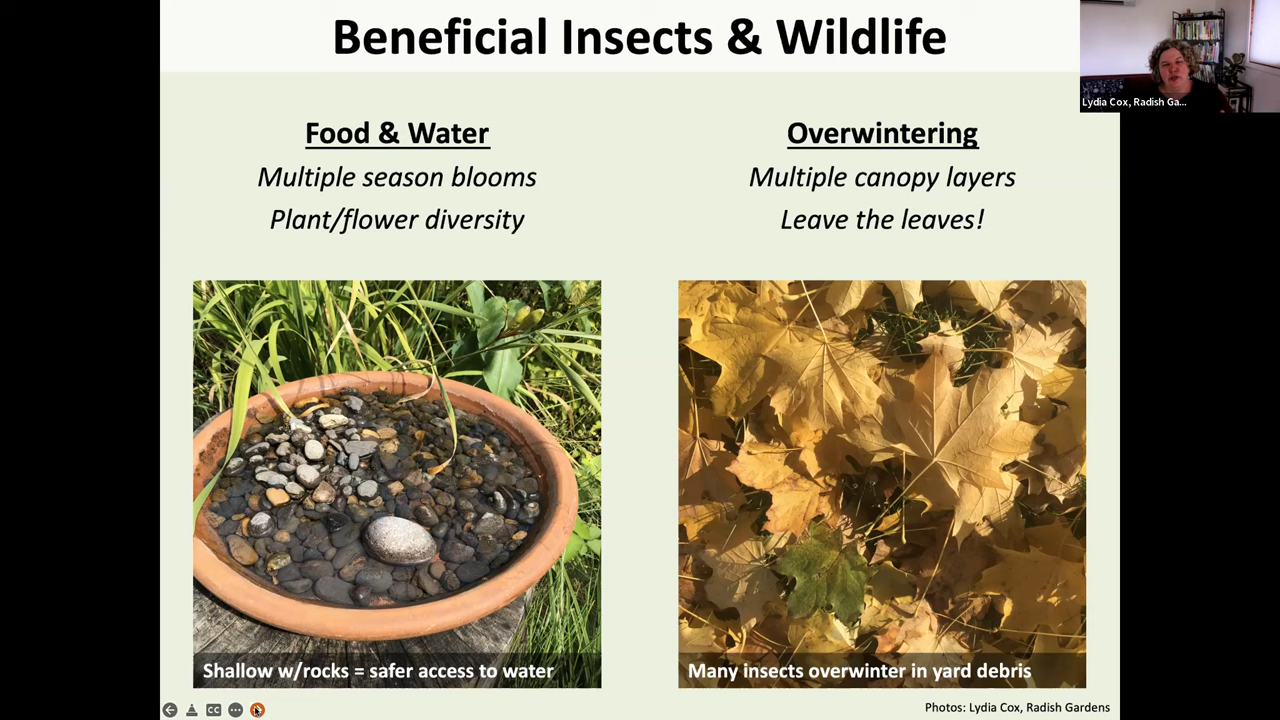 Beneficial Insects & Wildlife
Lydia Cox, Radish Ga...
Food & Water
Multiple season blooms
Plant/flower diversity
Overwintering
Multiple canopy layers
Leave the leaves!
Shallow w/rocks = safer access to water
Many insects overwinter in yard debris
Photos: Lydia Cox, Radish Gardens
CC